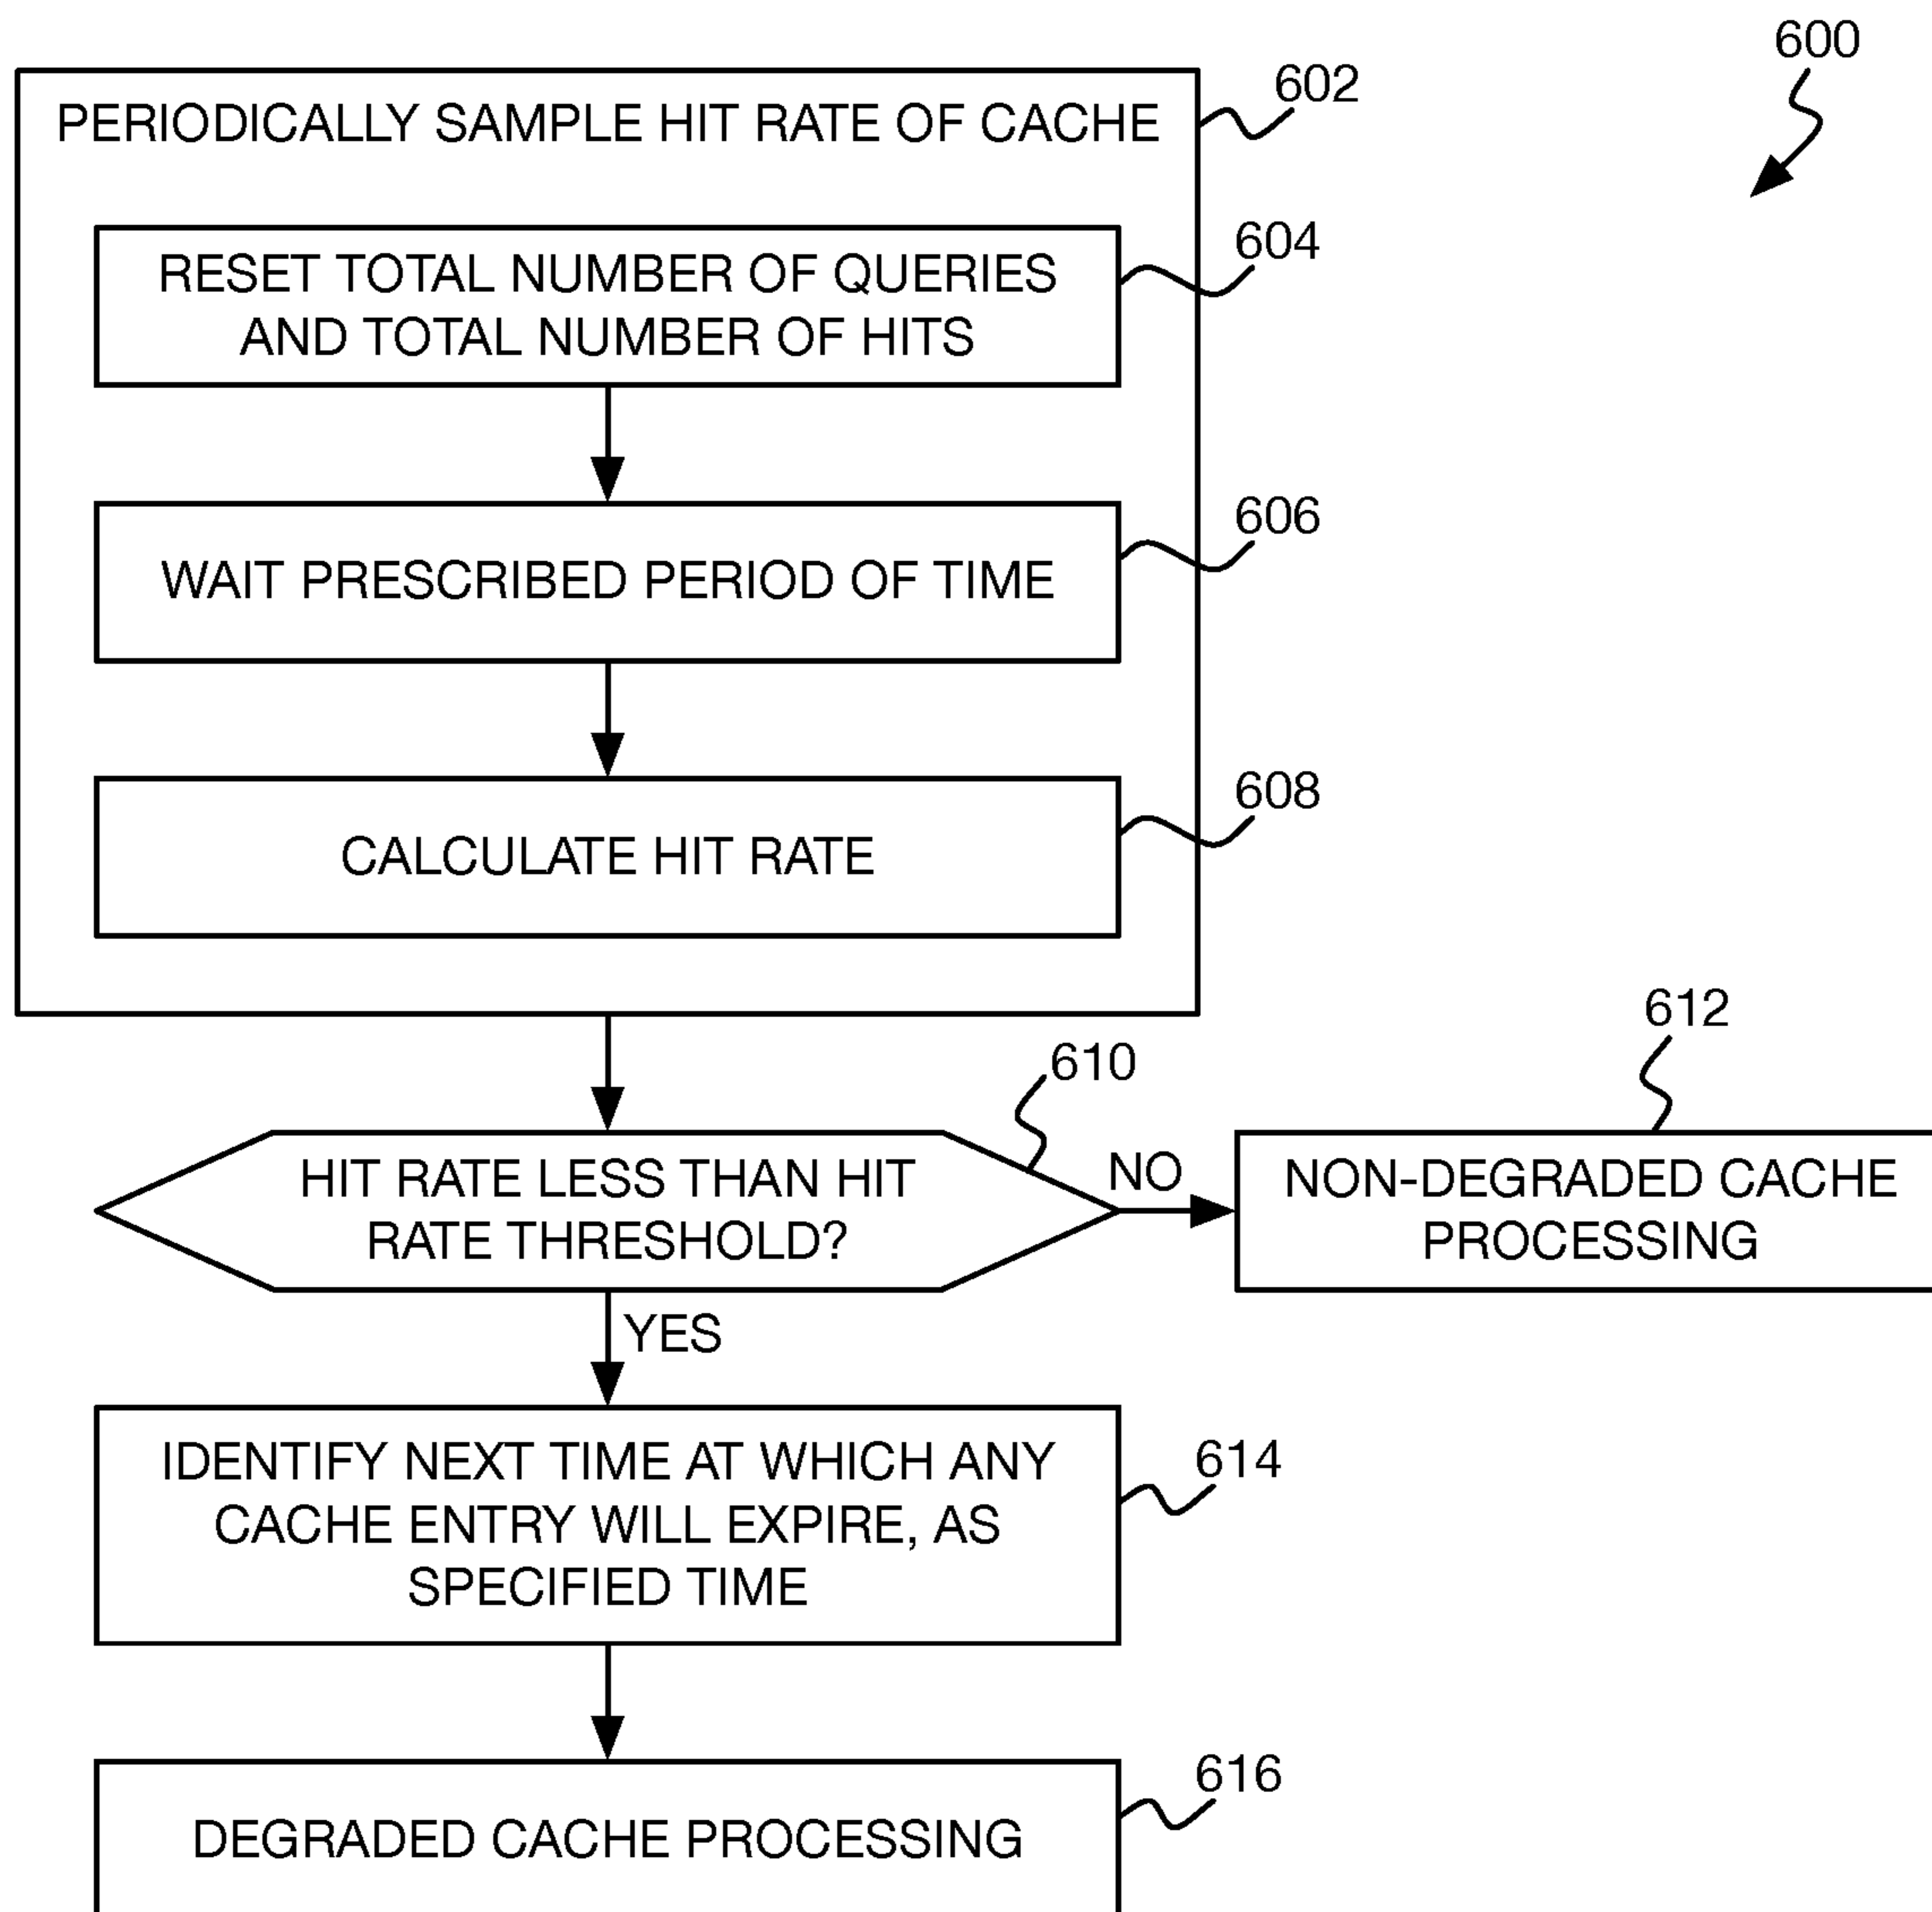 600
602
PERIODICALLY SAMPLE HIT RATE OF CACHE
604
RESET TOTAL NUMBER OF QUERIES
AND TOTAL NUMBER OF HITS
606
WAIT PRESCRIBED PERIOD OF TIME
608
CALCULATE HIT RATE
610
612
HIT RATE LESS THAN HIT
RATE THRESHOLD?
NO
NON-DEGRADED CACHE
PROCESSING
YES
614
IDENTIFY NEXT TIME AT WHICH ANY
CACHE ENTRY WILL EXPIRE, AS
SPECIFIED TIME
616
DEGRADED CACHE PROCESSING